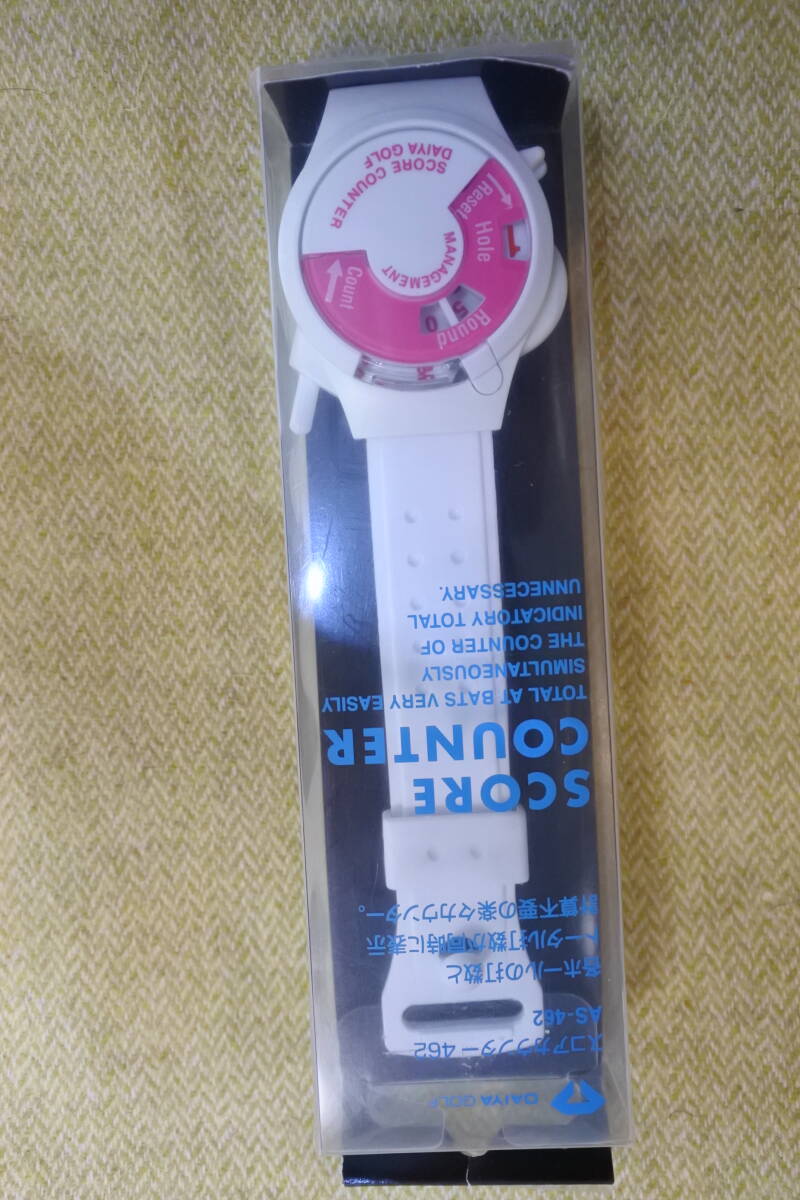 DAIYA GOLF
スコアカウンター 462
AS-462
各ホールの打数と
トータル打数が同時に表示
計算不要の楽々カウンター。
SCORE
COUNTER
TOTAL AT BATS VERY EASILY
SIMULTANEOUSLY
THE COUNTER OF
INDICATORY TOTAL
UNNECESSARY.
Round
50
Hole
Reset
Count
MANAGEMENT
SCORE COUNTER
DAIYA GOLF